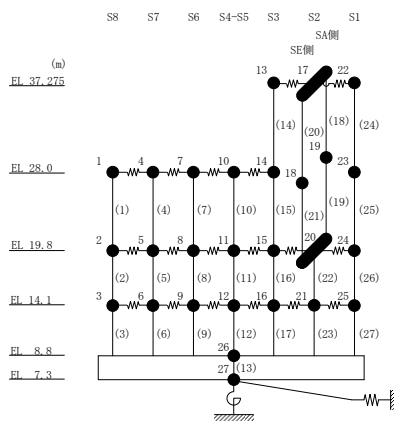 S8 S7 S6 S4-S5 S3 S2 S1
SA側
SE側
(m)
13 17 22
EL 37.275
(14) (20) (18) (24)
1 4 7 10 14 19 23
EL 28.0
18
(1) (4) (7) (10) (15) (21) (19) (25)
2 5 8 11 15 20 24
EL 19.8
(2) (5) (8) (11) (16) (22) (26)
3 6 9 12 16 21 25
EL 14.1
(3) (6) (9) (12) (17) (23) (27)
26
EL 8.8
27 (13)
EL 7.3